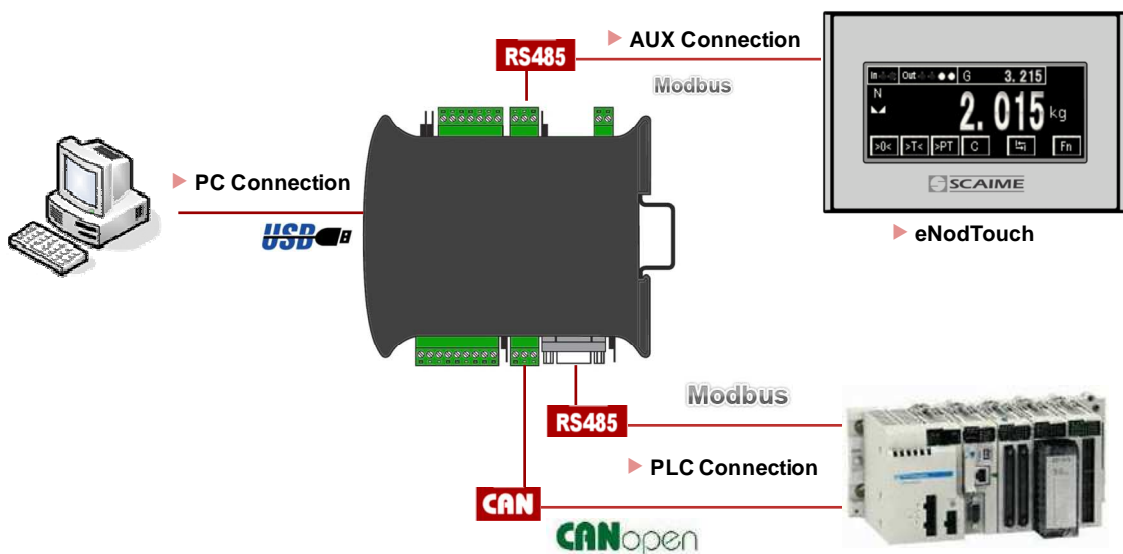 AUX Connection
RS485
Modbus
In
Out
G
3. 215
N
2. 015 kg
>0<
>T<
>PT
C
Fn
SCAIME
eNodTouch
PC Connection
USB
Modbus
RS485
PLC Connection
CAN
CANopen